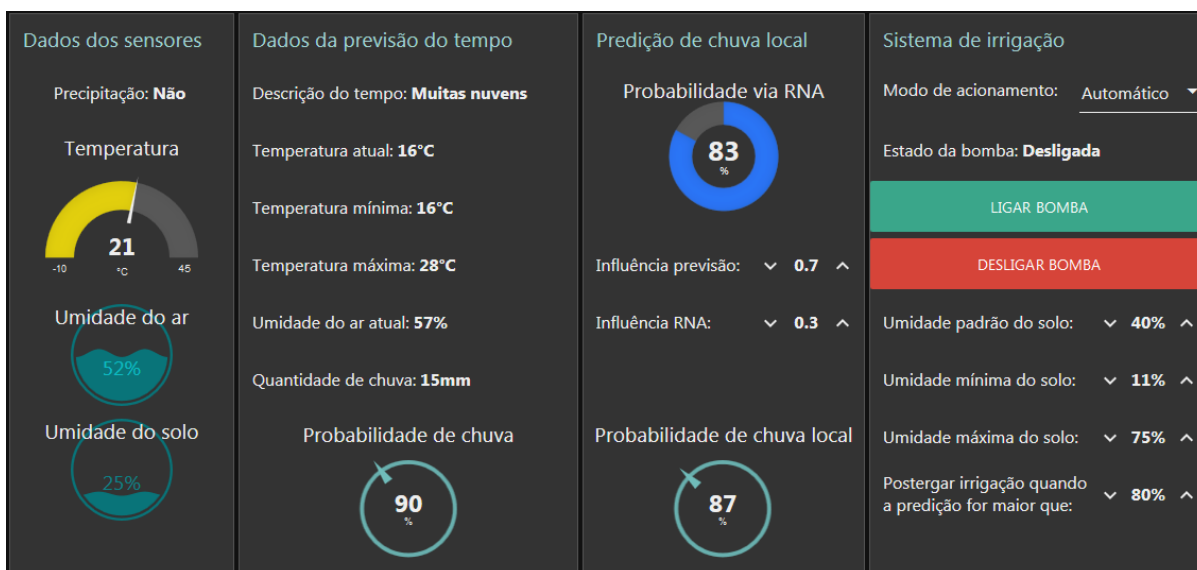 Dados dos sensores
Precipitação: Não
Temperatura
21
-10
°C
45
Umidade do ar
52%
Umidade do solo
25%
Dados da previsão do tempo
Descrição do tempo: Muitas nuvens
Temperatura atual: 16°C
Temperatura mínima: 16°C
Temperatura máxima: 28°C
Umidade do ar atual: 57%
Quantidade de chuva: 15mm
Probabilidade de chuva
90
%
Predição de chuva local
Probabilidade via RNA
83
%
Influência previsão: 0.7
Influência RNA: 0.3
Probabilidade de chuva local
87
%
Sistema de irrigação
Modo de acionamento: Automático
Estado da bomba: Desligada
LIGAR BOMBA
DESLIGAR BOMBA
Umidade padrão do solo: 40%
Umidade mínima do solo: 11%
Umidade máxima do solo: 75%
Postergar irrigação quando
a predição for maior que: 80%